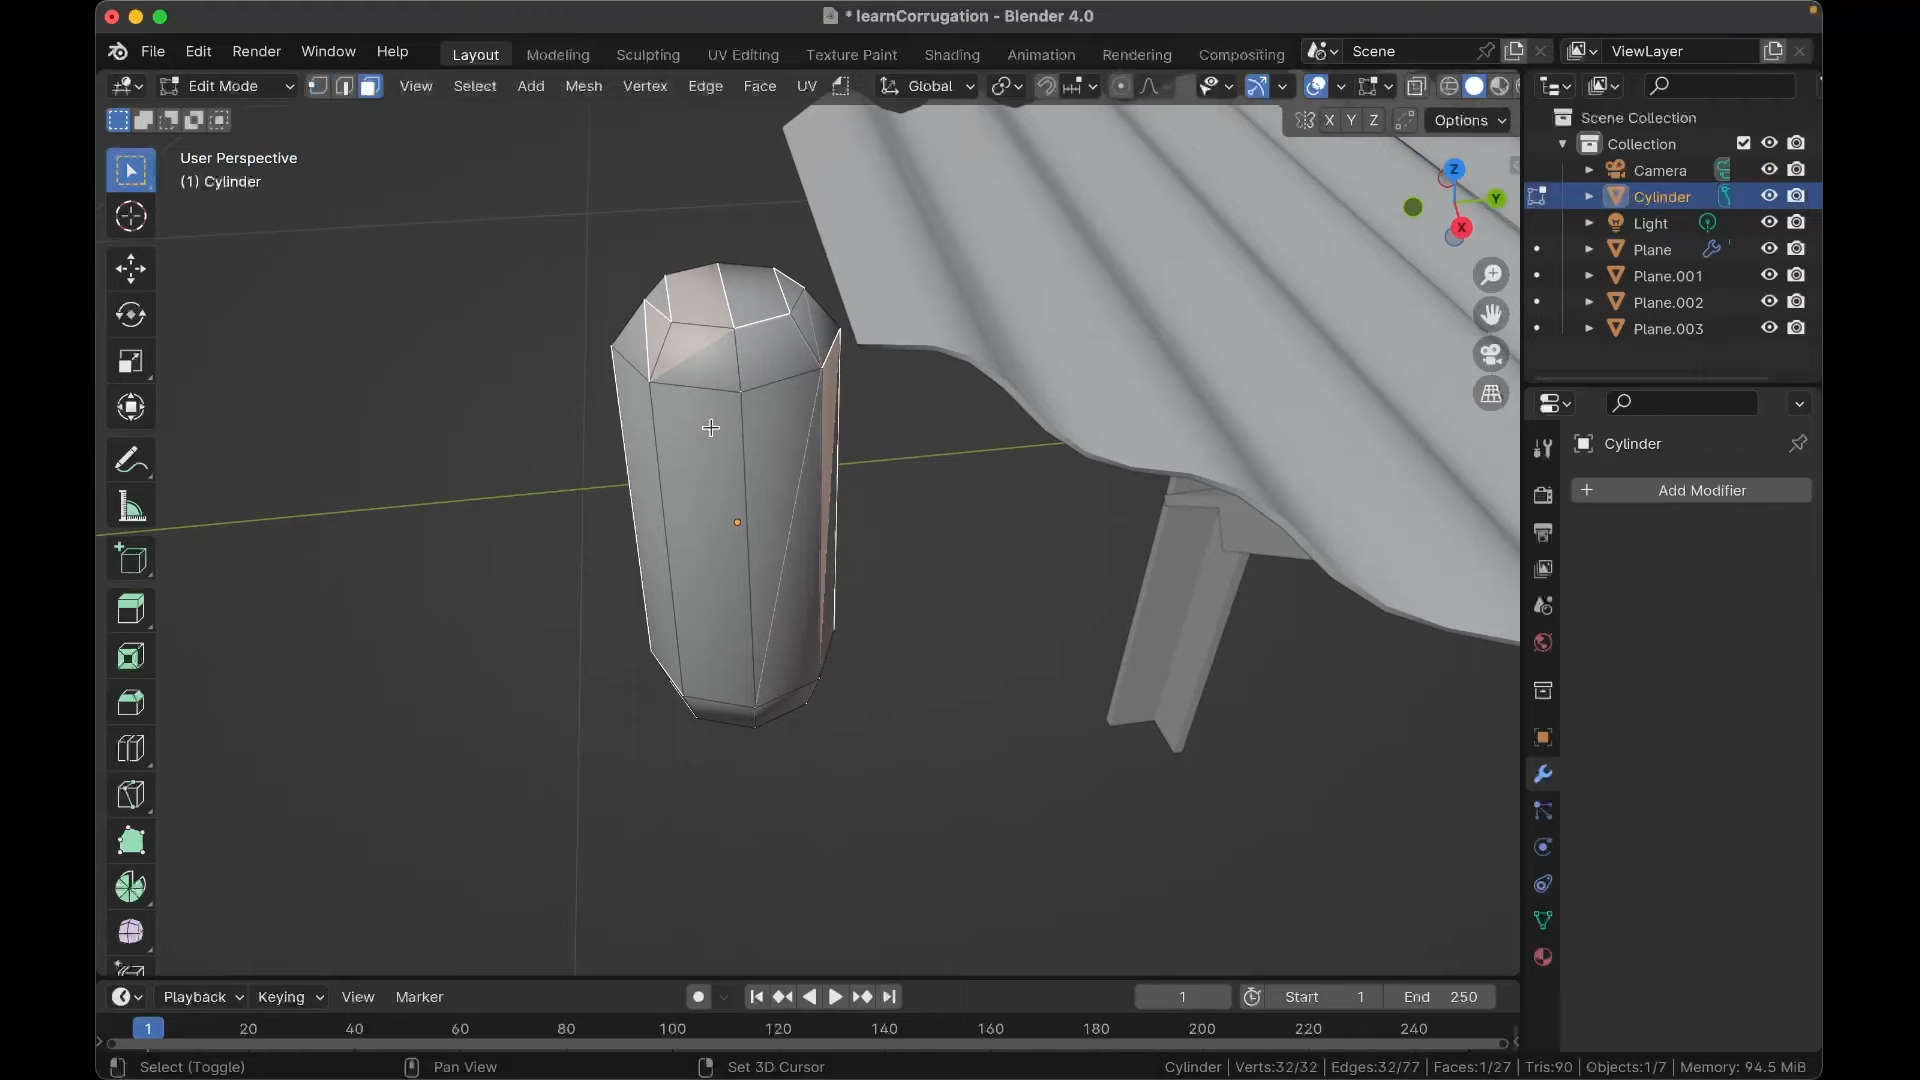 * learnCorrugation - Blender 4.0
File Edit Render Window Help Layout Modeling Sculpting UV Editing Texture Paint Shading Animation Rendering Compositing Scene ViewLayer
Edit Mode View Select Add Mesh Vertex Edge Face UV Global
X Y Z Options
User Perspective
(1) Cylinder
Z
Y
X
Scene Collection
Collection
Camera
Cylinder
Light
Plane
Plane.001
Plane.002
Plane.003
Cylinder
+ Add Modifier
Playback Keying View Marker 1 Start 1 End 250
1 20 40 60 80 100 120 140 160 180 200 220 240
Select (Toggle) Pan View Set 3D Cursor Cylinder | Verts:32/32 | Edges:32/77 | Faces:1/27 | Tris:90 | Objects:1/7 | Memory: 94.5 MiB